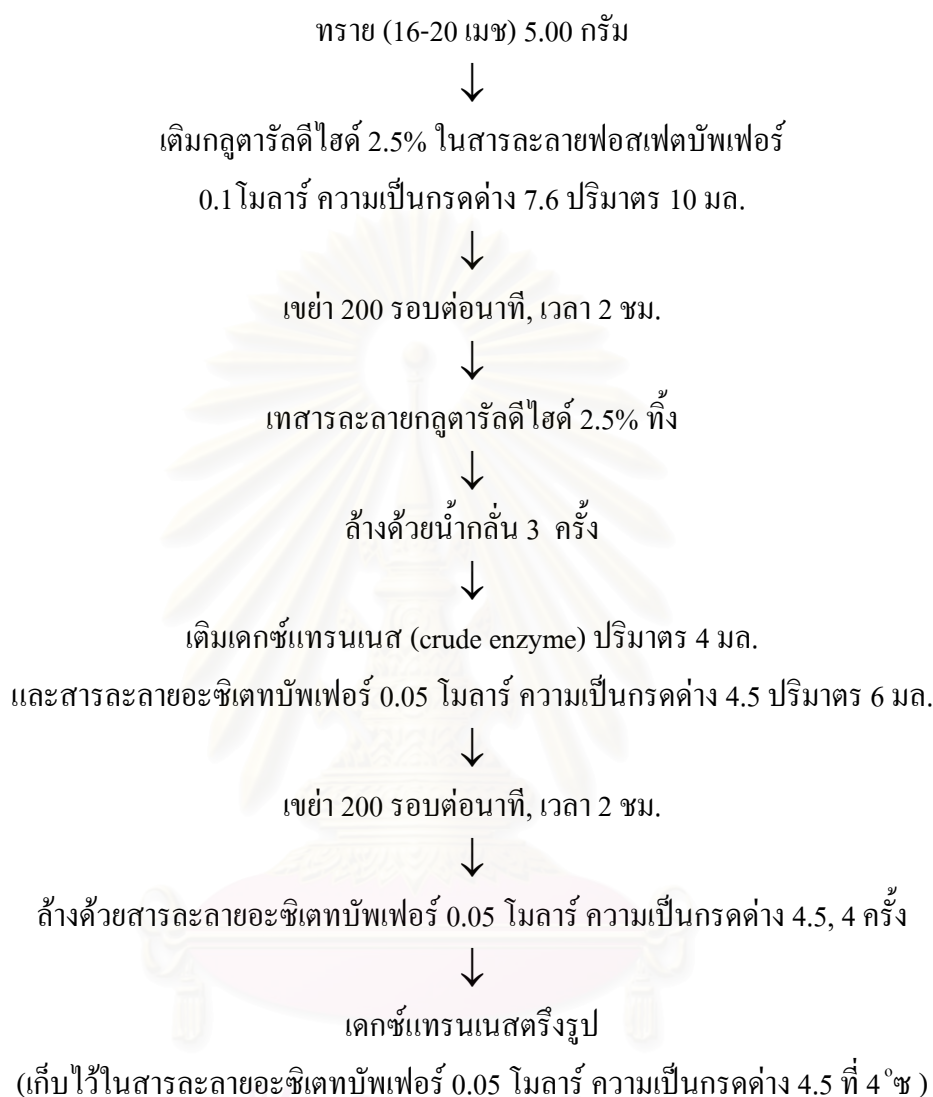 ทราย (16-20 เมช) 5.00 กรัม
↓
เติมกลูตารัลดีไฮด์ 2.5% ในสารละลายฟอสเฟตบัพเฟอร์
0.1โมลาร์ ความเป็นกรดด่าง 7.6 ปริมาตร 10 มล.
↓
เขย่า 200 รอบต่อนาที, เวลา 2 ชม.
↓
เทสารละลายกลูตารัลดีไฮด์ 2.5% ทิ้ง
↓
ล้างด้วยน้ำกลั่น 3 ครั้ง
↓
เติมเดกซ์แทรนเนส (crude enzyme) ปริมาตร 4 มล.
และสารละลายอะซิเตทบัพเฟอร์ 0.05 โมลาร์ ความเป็นกรดด่าง 4.5 ปริมาตร 6 มล.
↓
เขย่า 200 รอบต่อนาที, เวลา 2 ชม.
↓
ล้างด้วยสารละลายอะซิเตทบัพเฟอร์ 0.05 โมลาร์ ความเป็นกรดด่าง 4.5, 4 ครั้ง
↓
เดกซ์แทรนเนสตรึงรูป
(เก็บไว้ในสารละลายอะซิเตทบัพเฟอร์ 0.05 โมลาร์ ความเป็นกรดด่าง 4.5 ที่ 4°ซ )